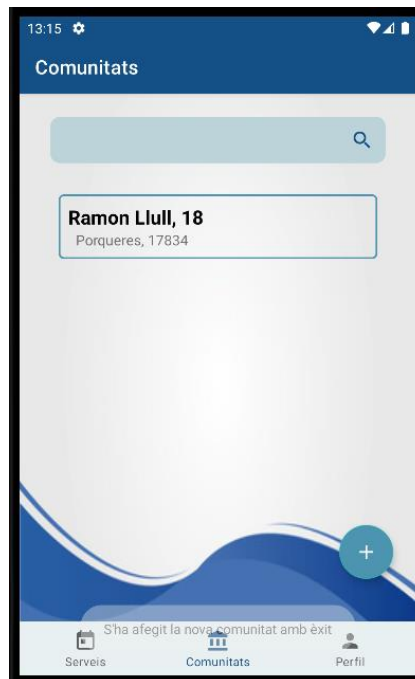 13:15
Comunitats
Ramon Llull, 18
Porqueres, 17834
S'ha afegit la nova comunitat amb èxit
Serveis
Comunitats
Perfil